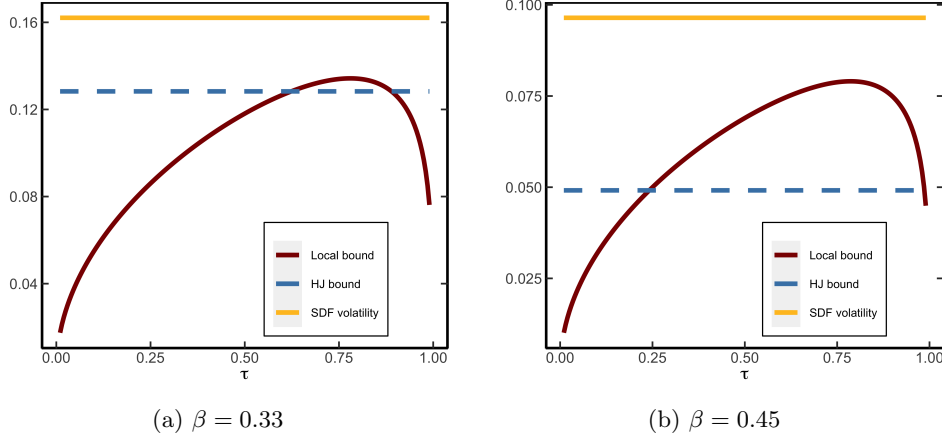 0.16
0.12
0.08
0.04
Local bound
HJ bound
SDF volatility
0.00 0.25 0.50 0.75 1.00
τ
(a) β = 0.33
0.100
0.075
0.050
0.025
Local bound
HJ bound
SDF volatility
0.00 0.25 0.50 0.75 1.00
τ
(b) β = 0.45